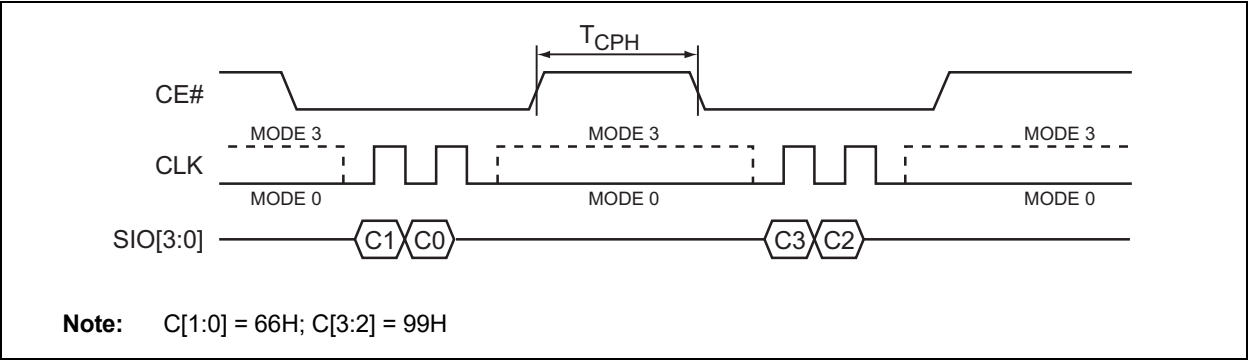 TCPH
CE#
MODE 3 MODE 3 MODE 3
CLK
MODE 0 MODE 0 MODE 0
SIO[3:0] C1 C0 C3 C2
Note: C[1:0] = 66H; C[3:2] = 99H